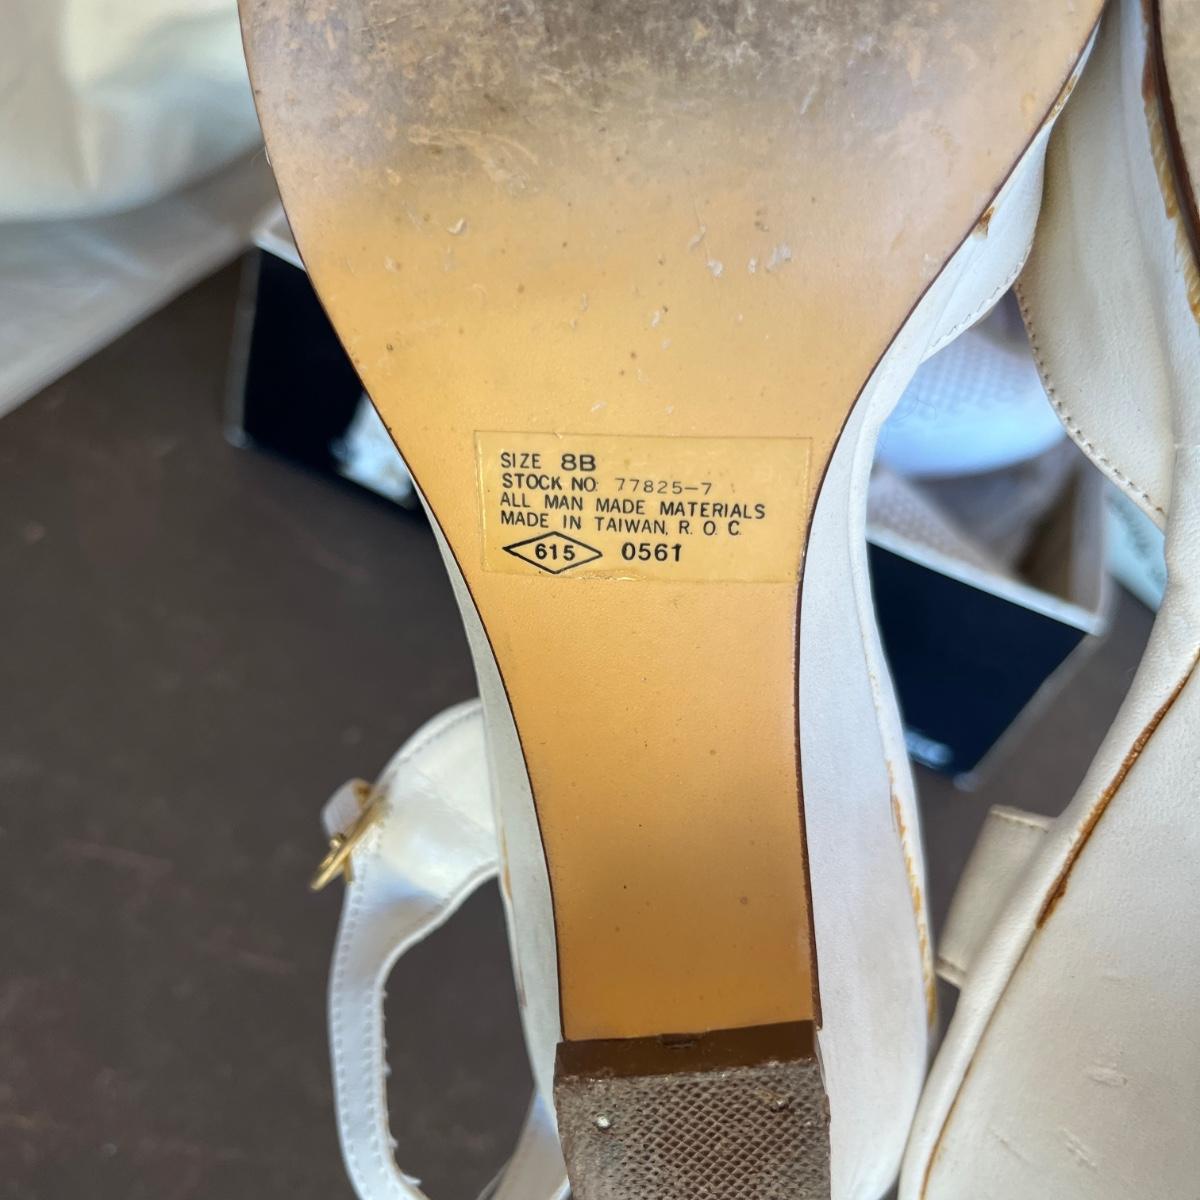 SIZE 8B
STOCK NO: 77825-7
ALL MAN MADE MATERIALS
MADE IN TAIWAN, R. O. C.
615 0561